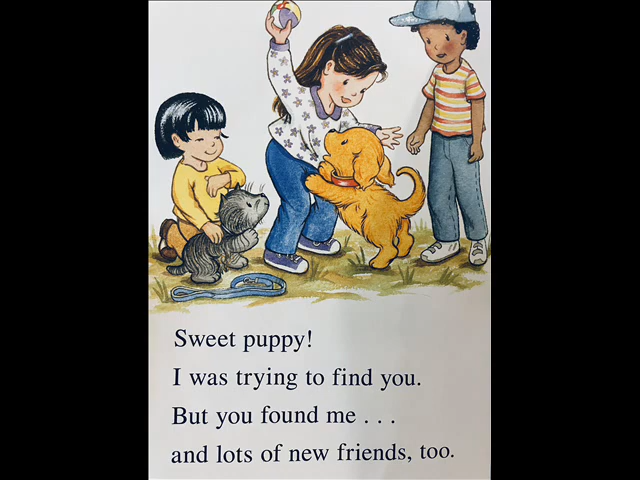 Sweet puppy!
I was trying to find you.
But you found me . . .
and lots of new friends, too.